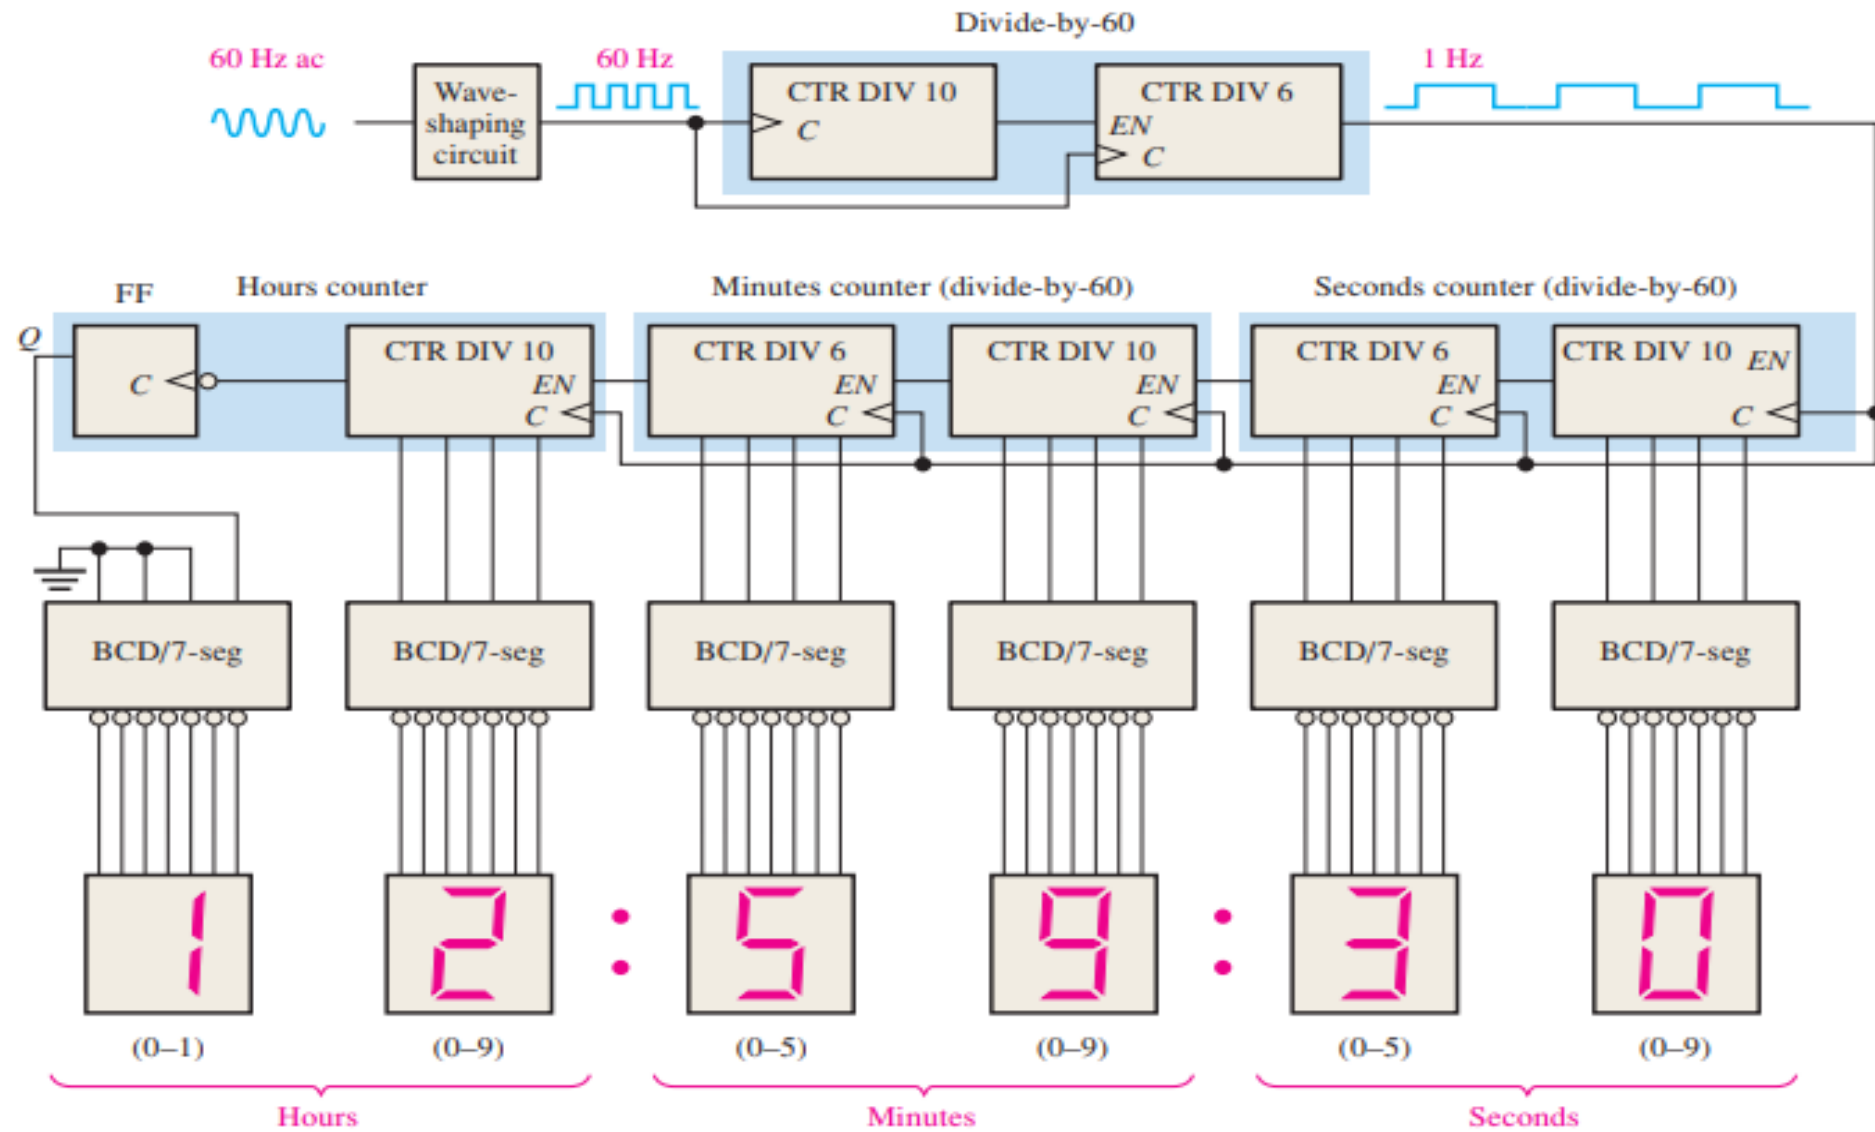 Divide-by-60
60 Hz ac
60 Hz
1 Hz
Wave-
shaping
circuit
CTR DIV 10
C
CTR DIV 6
EN
C
FF
Hours counter
Minutes counter (divide-by-60)
Seconds counter (divide-by-60)
Q
C
CTR DIV 10
EN
C
CTR DIV 6
EN
C
CTR DIV 10
EN
C
CTR DIV 6
EN
C
CTR DIV 10
EN
C
BCD/7-seg
BCD/7-seg
BCD/7-seg
BCD/7-seg
BCD/7-seg
BCD/7-seg
1 2 : 5 9 : 3 0
(0–1)
(0–9)
(0–5)
(0–9)
(0–5)
(0–9)
Hours
Minutes
Seconds